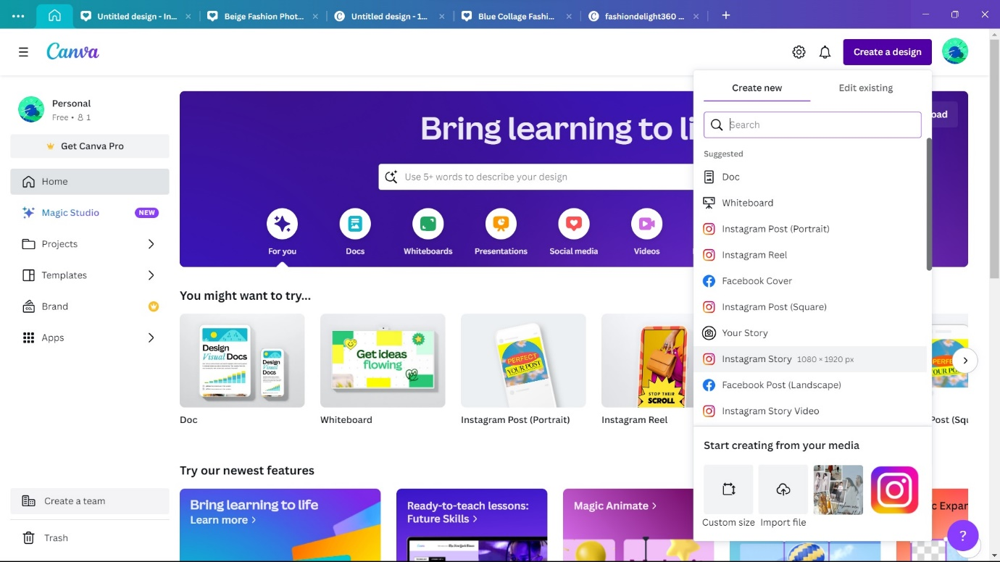 Untitled design - In...
Beige Fashion Phot...
Untitled design - 1...
Blue Collage Fashi...
fashiondelight360 ...
Canva
Create a design
Personal
Free • 1
Get Canva Pro
Home
Magic Studio NEW
Projects
Templates
Brand
Apps
Create a team
Trash
Bring learning to li
oad
Use 5+ words to describe your design
For you
Docs
Whiteboards
Presentations
Social media
Videos
You might want to try...
Design
Visual Docs
Design
Visual Docs
Get ideas
flowing
PERFECT
YOUR POST
STOP THEIR
SCROLL
Doc
Whiteboard
Instagram Post (Portrait)
Instagram Reel
Post (Squ
Try our newest features
Bring learning to life
Learn more >
Ready-to-teach lessons:
Future Skills >
The New York Times
Magic Animate >
c Expan
Create new
Edit existing
Search
Suggested
Doc
Whiteboard
Instagram Post (Portrait)
Instagram Reel
Facebook Cover
Instagram Post (Square)
Your Story
Instagram Story 1080 × 1920 px
Facebook Post (Landscape)
Instagram Story Video
Start creating from your media
Custom size
Import file
?